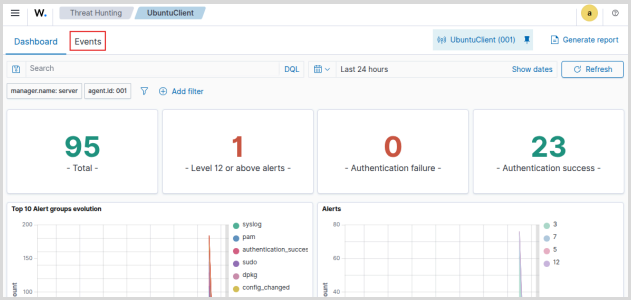 W. Threat Hunting UbuntuClient a
Dashboard Events UbuntuClient (001) Generate report
Search DQL Last 24 hours Show dates Refresh
manager.name: server agent.id: 001 Add filter
95 1 0 23
- Total - - Level 12 or above alerts - - Authentication failure - - Authentication success -
Top 10 Alert groups evolution
200
150
100
ount
syslog
pam
authentication_succes
sudo
dpkg
config_changed
Alerts
80
60
40
ount
3
7
5
12